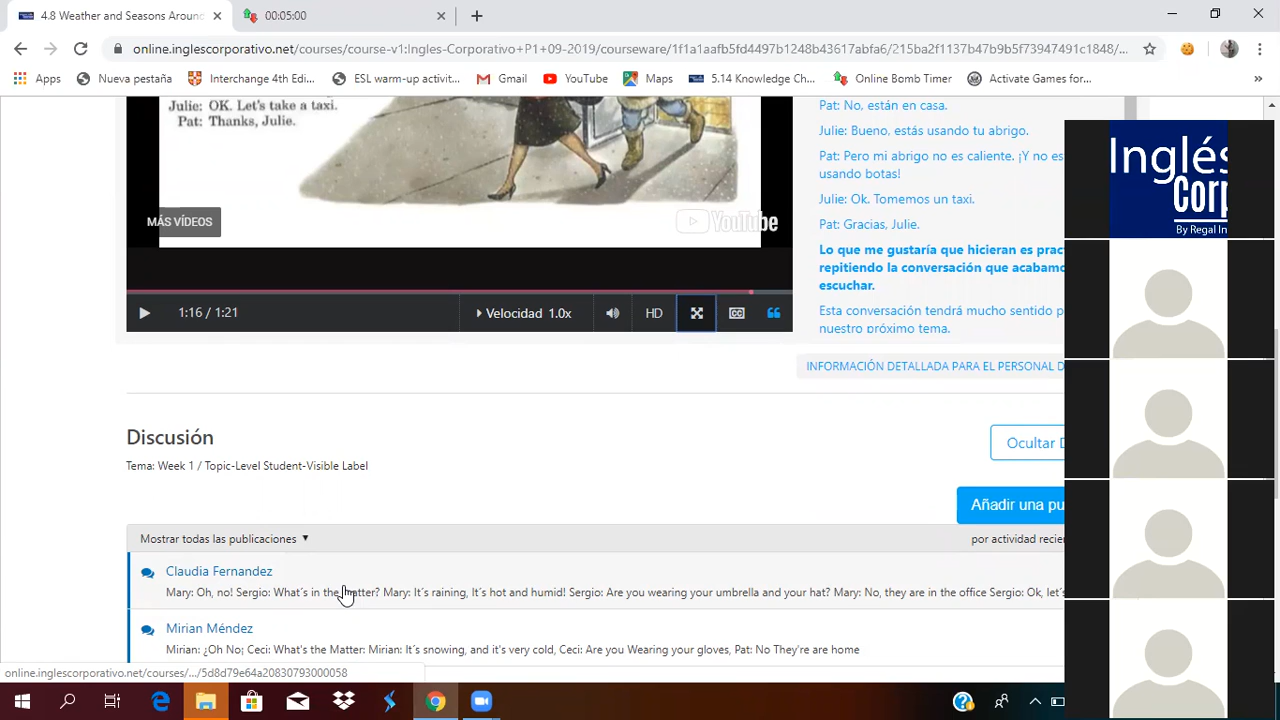 4.8 Weather and Seasons Around
00:05:00
online.inglescorporativo.net/courses/course-v1:Ingles-Corporativo+P1+09-2019/courseware/1f1a1aafb5fd4497b1248b43617abfa6/215ba2f1137b47b9b5f73947491c1848/...
Apps
Nueva pestaña
Interchange 4th Edi...
ESL warm-up activit...
Gmail
YouTube
Maps
5.14 Knowledge Ch...
Online Bomb Timer
Activate Games for...
Julie: OK. Let's take a taxi.
Pat: Thanks, Julie.
MÁS VÍDEOS
YouTube
1:16 / 1:21
Velocidad 1.0x
HD
CC
Pat: No, están en casa.
Julie: Bueno, estás usando tu abrigo.
Pat: Pero mi abrigo no es caliente. ¡Y no es
usando botas!
Julie: Ok. Tomemos un taxi.
Pat: Gracias, Julie.
Lo que me gustaría que hicieran es prac
repitiendo la conversación que acabamo
escuchar.
Esta conversación tendrá mucho sentido p
nuestro próximo tema.
INFORMACIÓN DETALLADA PARA EL PERSONAL D
Discusión
Ocultar D
Tema: Week 1 / Topic-Level Student-Visible Label
Añadir una pu
Mostrar todas las publicaciones
por actividad recie
Claudia Fernandez
Mary: Oh, no! Sergio: What´s in the matter? Mary: It´s raining, It´s hot and humid! Sergio: Are you wearing your umbrella and your hat? Mary: No, they are in the office Sergio: Ok, let´s
Mirian Méndez
Mirian: ¿Oh No; Ceci: What's the Matter: Mirian: It´s snowing, and it's very cold, Ceci: Are you Wearing your gloves, Pat: No They're are home
online.inglescorporativo.net/courses/.../5d8d79e64a20830793000058
Inglés
Corp
By Regal In